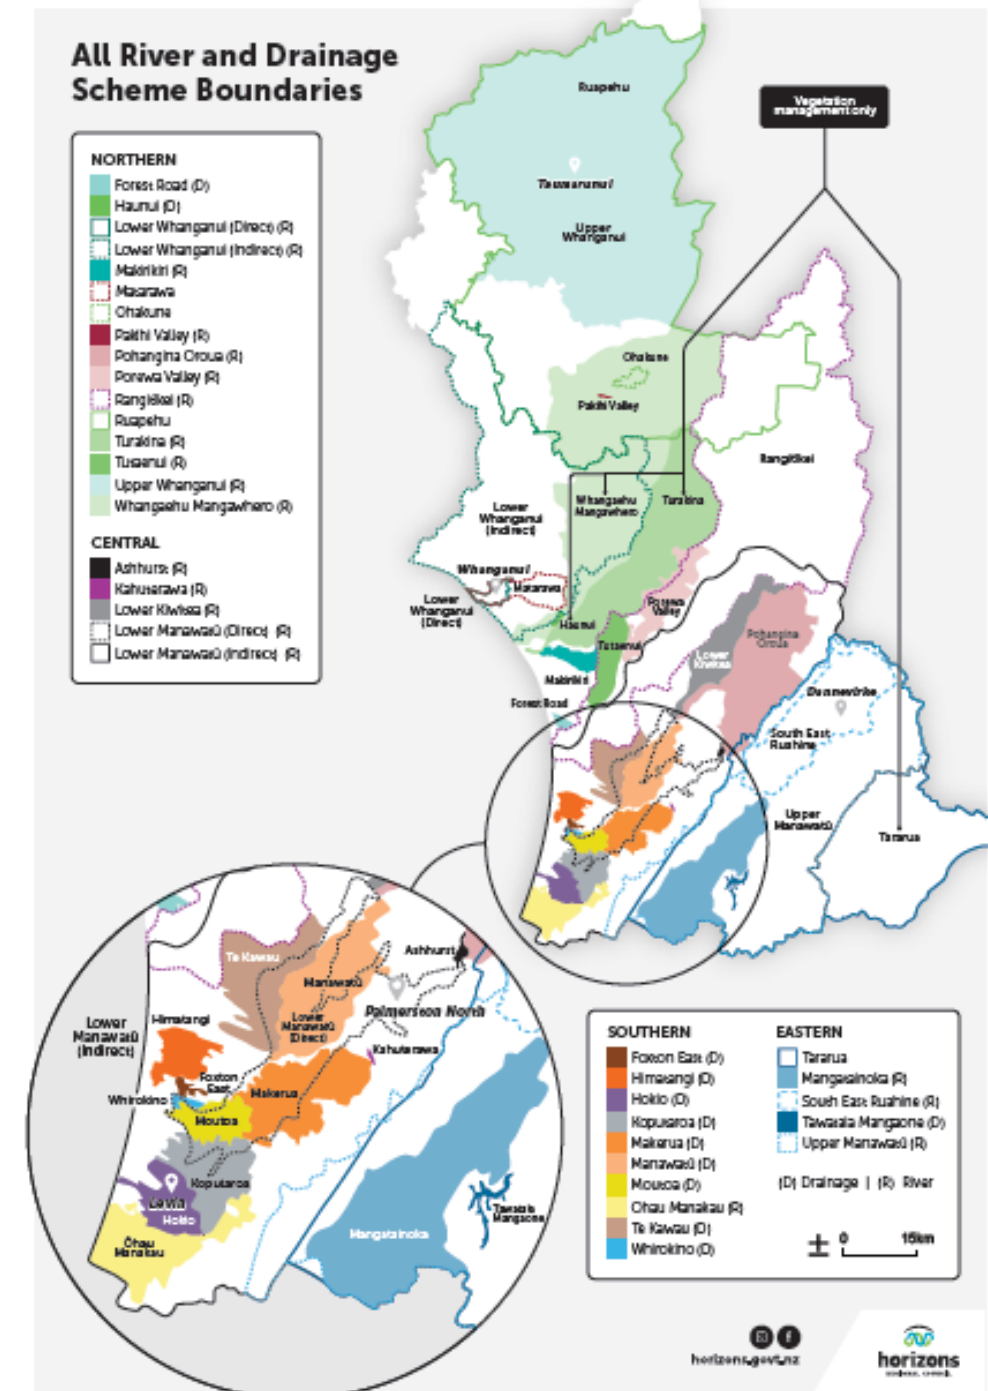 All River and Drainage
Scheme Boundaries
NORTHERN
Forest Road (D)
Haunui (D)
Lower Whanganui (Direct) (R)
Lower Whanganui (Indirect) (R)
Makirikiri (R)
Matarawa
Ohakune
Pakihi Valley (R)
Pohangina Oroua (R)
Porewa Valley (R)
Rangitīkei (R)
Ruapehu
Turakina (R)
Tutaenui (R)
Upper Whanganui (R)
Whangaehu Mangawhero (R)
CENTRAL
Ashhurst (R)
Kahuterawa (R)
Lower Kiwitea (R)
Lower Manawatū (Direct) (R)
Lower Manawatū (Indirect) (R)
Vegetation
management only
Ruapehu
Taumarunui
Upper
Whanganui
Ohakune
Pakihi Valley
Rangitīkei
Whangaehu
Mangawhero
Turakina
Lower
Whanganui
(Indirect)
Whanganui
Matarawa
Lower
Whanganui
(Direct)
Haunui
Porewa
Valley
Tutaenui
Makirikiri
Forest Road
Lower
Kiwitea
Pohangina
Oroua
Dannevirke
South East
Ruahine
Upper
Manawatū
Tararua
Te Kawau
Ashhurst
Manawatū
Palmerston North
Lower
Manawatū
(Indirect)
Himatangi
Lower
Manawatū
(Direct)
Kahuterawa
Foxton
East
Whirokino
Makerua
Moutoa
Koputaroa
Levin
Hokio
Ōhau
Manakau
Mangatainoka
Tawataia
Mangaone
SOUTHERN
Foxton East (D)
Himatangi (D)
Hokio (D)
Koputaroa (D)
Makerua (D)
Manawatū (D)
Moutoa (D)
Ohau Manakau (R)
Te Kawau (D)
Whirokino (D)
EASTERN
Tararua
Mangatainoka (R)
South East Ruahine (R)
Tawataia Mangaone (D)
Upper Manawatū (R)
(D) Drainage | (R) River
0 15km
horizons.govt.nz
horizons
REGIONAL COUNCIL